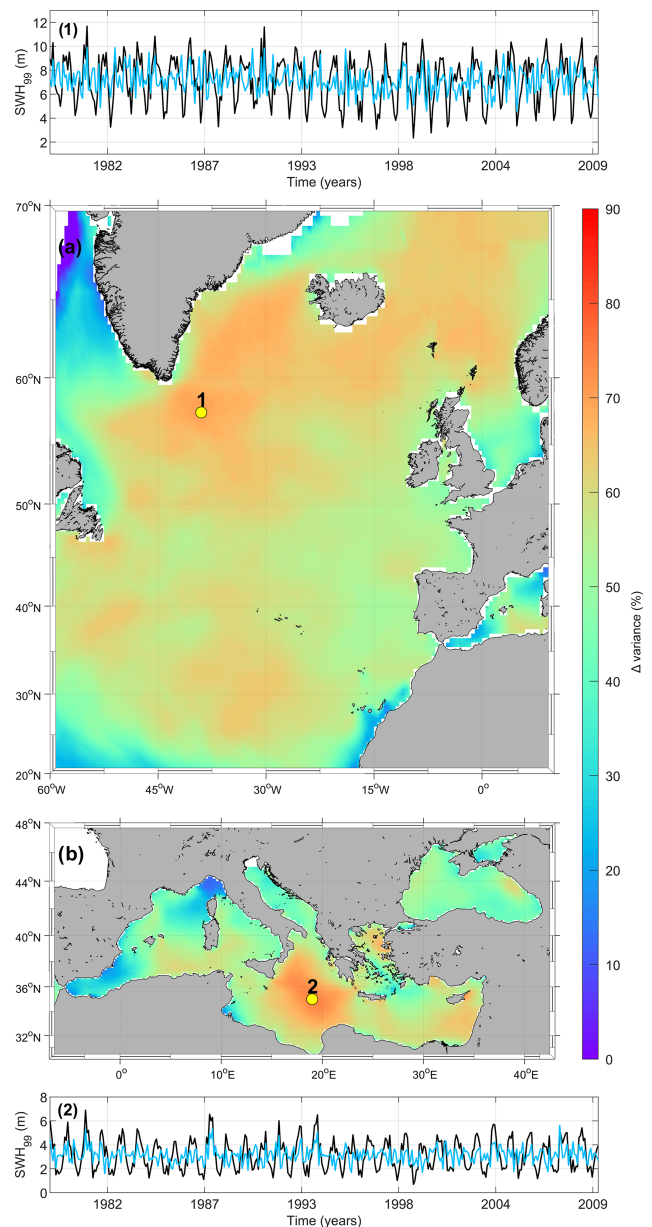 (1)
SWH99 (m)
12
10
8
6
4
2
1982
1987
1993
1998
2004
2009
Time (years)
(a)
70°N
60°N
50°N
40°N
30°N
20°N
60°W
45°W
30°W
15°W
0°
1
90
80
70
60
50
40
30
20
10
0
Δ variance (%)
(b)
48°N
44°N
40°N
36°N
32°N
0°
10°E
20°E
30°E
40°E
2
(2)
SWH99 (m)
8
6
4
2
0
1982
1987
1993
1998
2004
2009
Time (years)